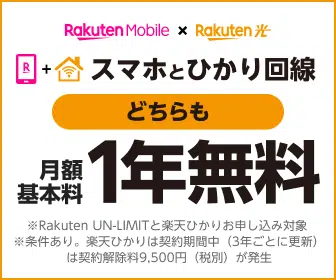 Rakuten Mobile × Rakuten 光
R + スマホとひかり回線
どちらも
月額基本料 1年無料
※Rakuten UN-LIMITと楽天ひかりお申し込み対象
※条件あり。楽天ひかりは契約期間中（3年ごとに更新）
は契約解除料9,500円（税別）が発生